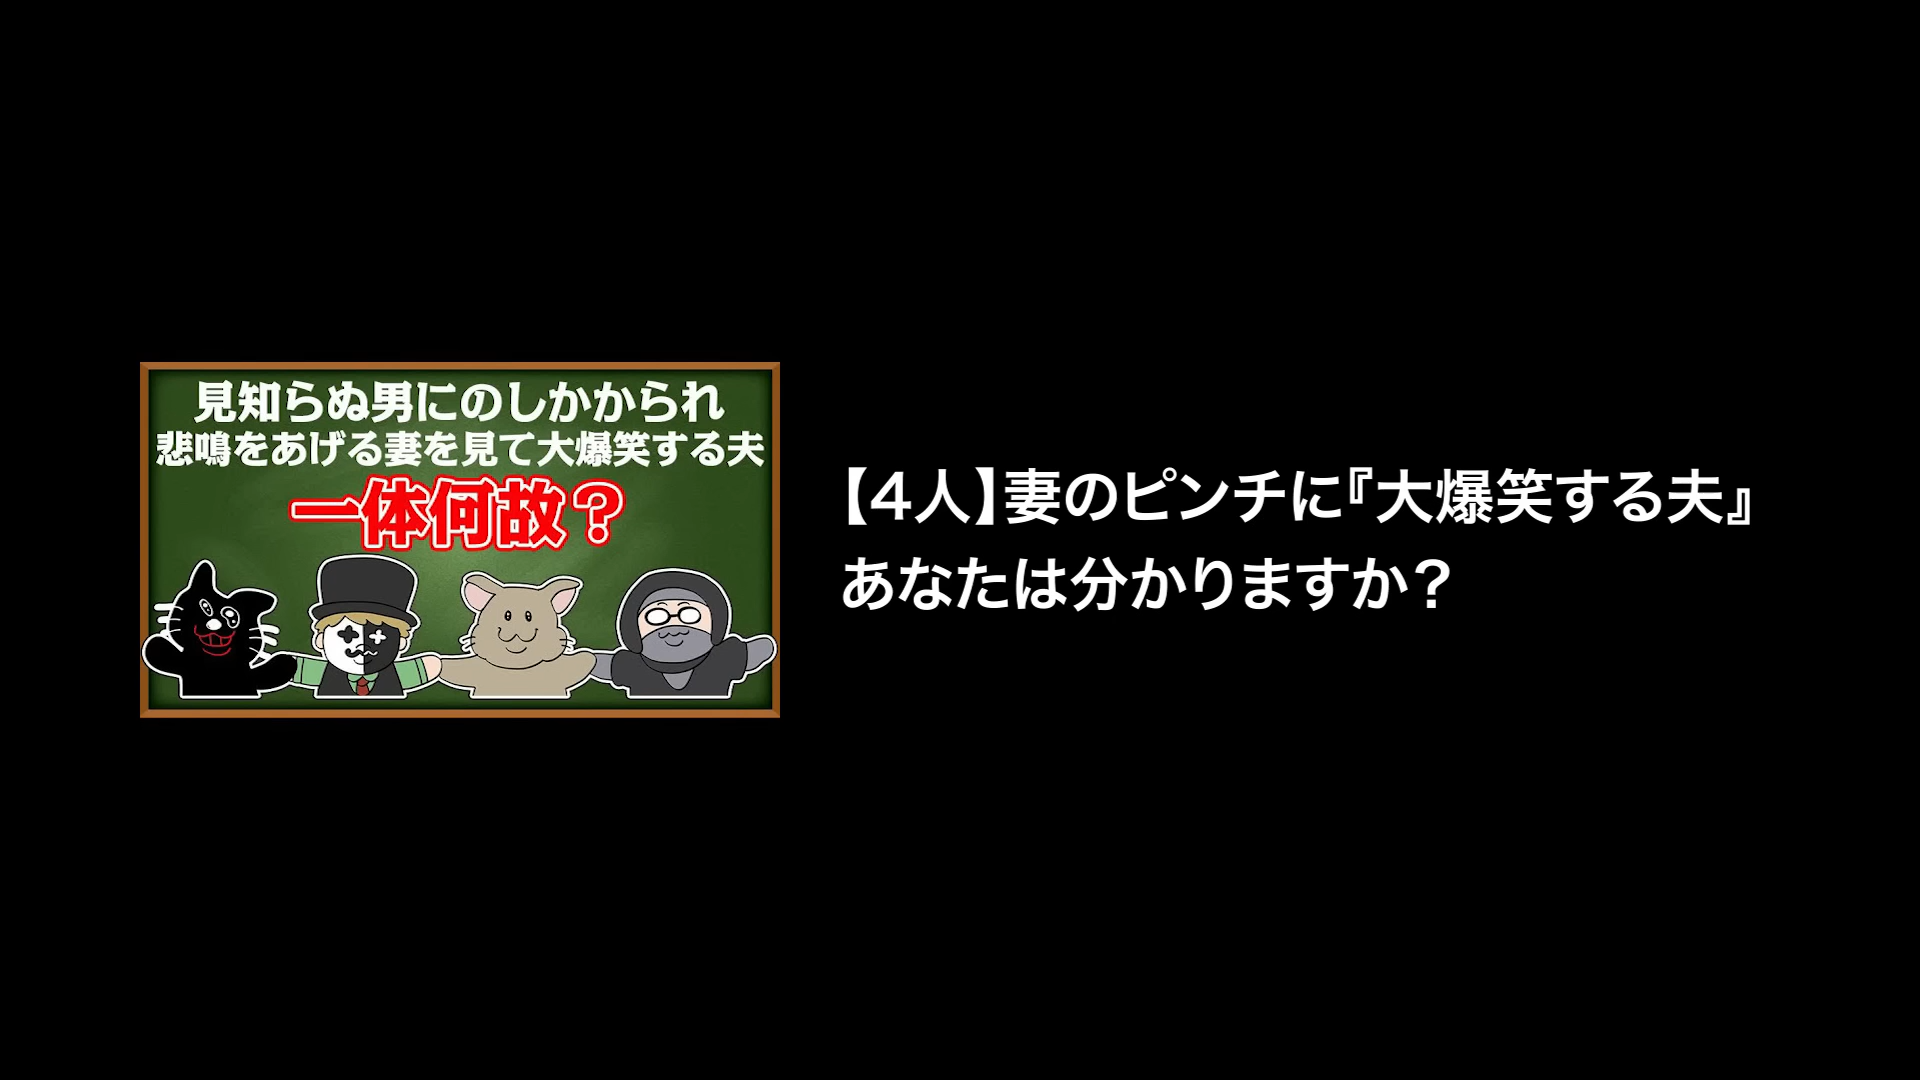 見知らぬ男にのしかかられ
悲鳴をあげる妻を見て大爆笑する夫
一体何故？
【4人】妻のピンチに『大爆笑する夫』
あなたは分かりますか？